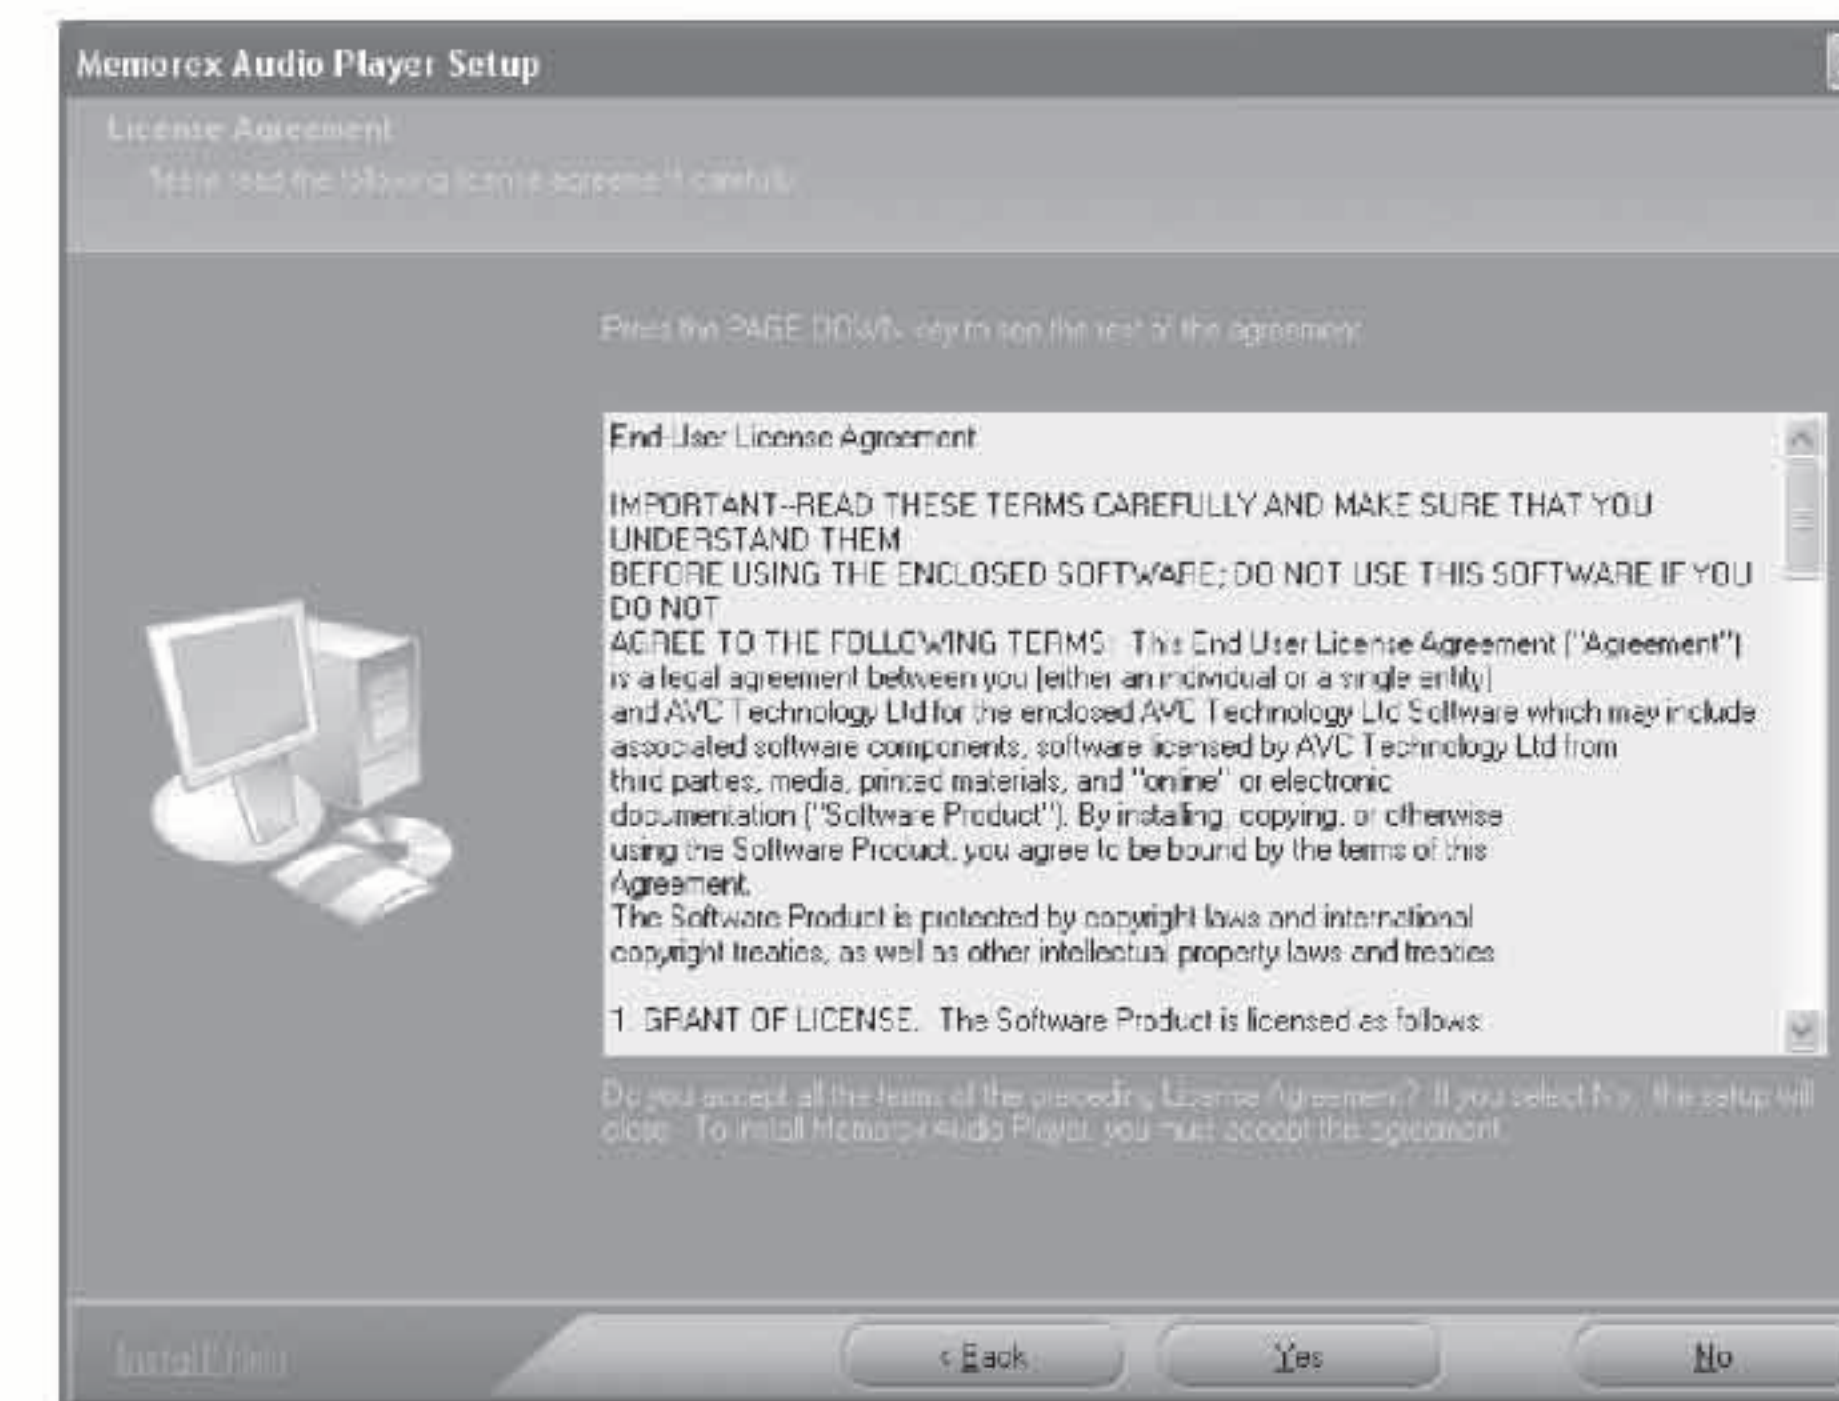 Memorex Audio Player Setup
License Agreement
Please read the following license agreement carefully.
Press the PAGE DOWN key to see the rest of the agreement.
End-User License Agreement
IMPORTANT--READ THESE TERMS CAREFULLY AND MAKE SURE THAT YOU
UNDERSTAND THEM
BEFORE USING THE ENCLOSED SOFTWARE; DO NOT USE THIS SOFTWARE IF YOU
DO NOT
AGREE TO THE FOLLOWING TERMS: This End User License Agreement ("Agreement")
is a legal agreement between you (either an individual or a single entity)
and AVC Technology Ltd for the enclosed AVC Technology Ltd Software which may include
associated software components, software licensed by AVC Technology Ltd from
third parties, media, printed materials, and "online" or electronic
documentation ("Software Product"). By installing, copying, or otherwise
using the Software Product, you agree to be bound by the terms of this
Agreement.
The Software Product is protected by copyright laws and international
copyright treaties, as well as other intellectual property laws and treaties
1. GRANT OF LICENSE. The Software Product is licensed as follows:
Do you accept all the terms of the preceding License Agreement? If you select No, the setup will
close. To install Memorex Audio Player, you must accept this agreement.
InstallShield
< Back
Yes
No